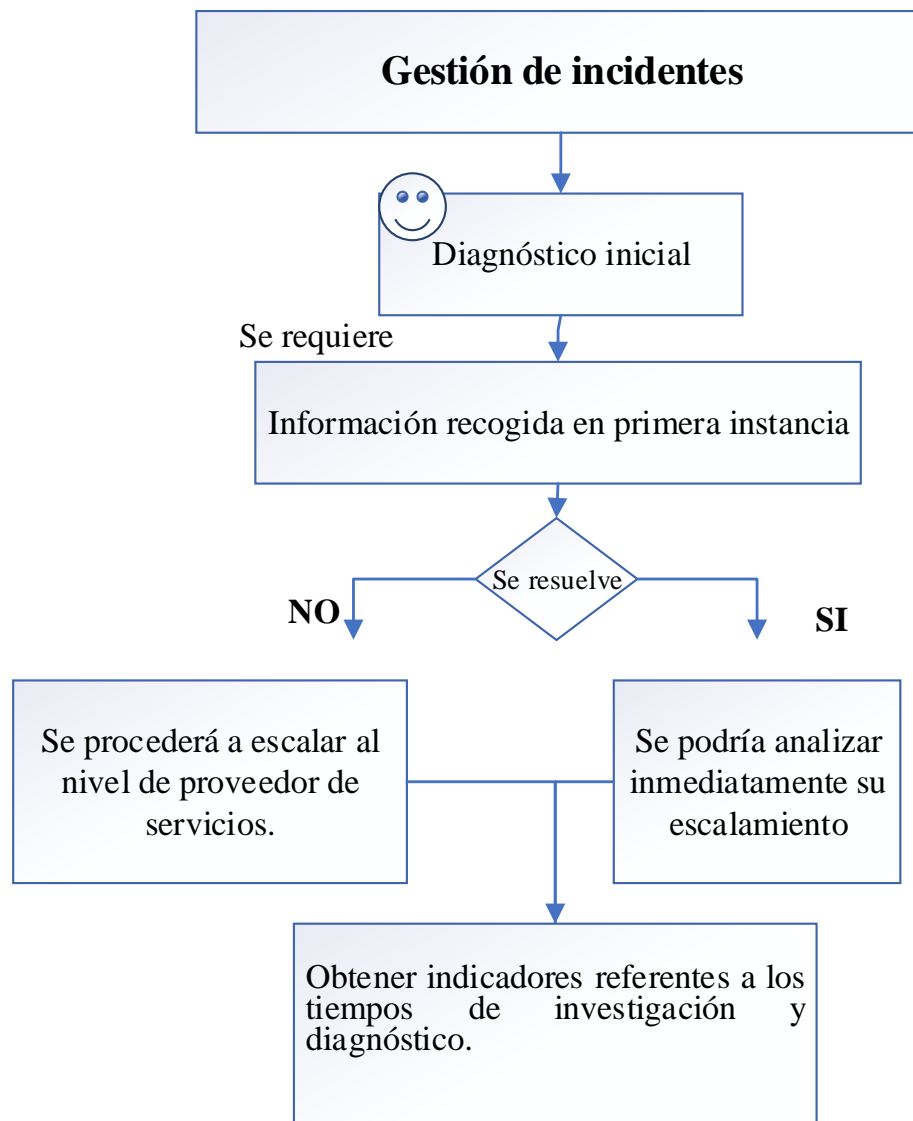 Gestión de incidentes
Diagnóstico inicial
Se requiere
Información recogida en primera instancia
Se resuelve
NO
SI
Se procederá a escalar al
nivel de proveedor de
servicios.
Se podría analizar
inmediatamente su
escalamiento
Obtener indicadores referentes a los
tiempos de investigación y
diagnóstico.